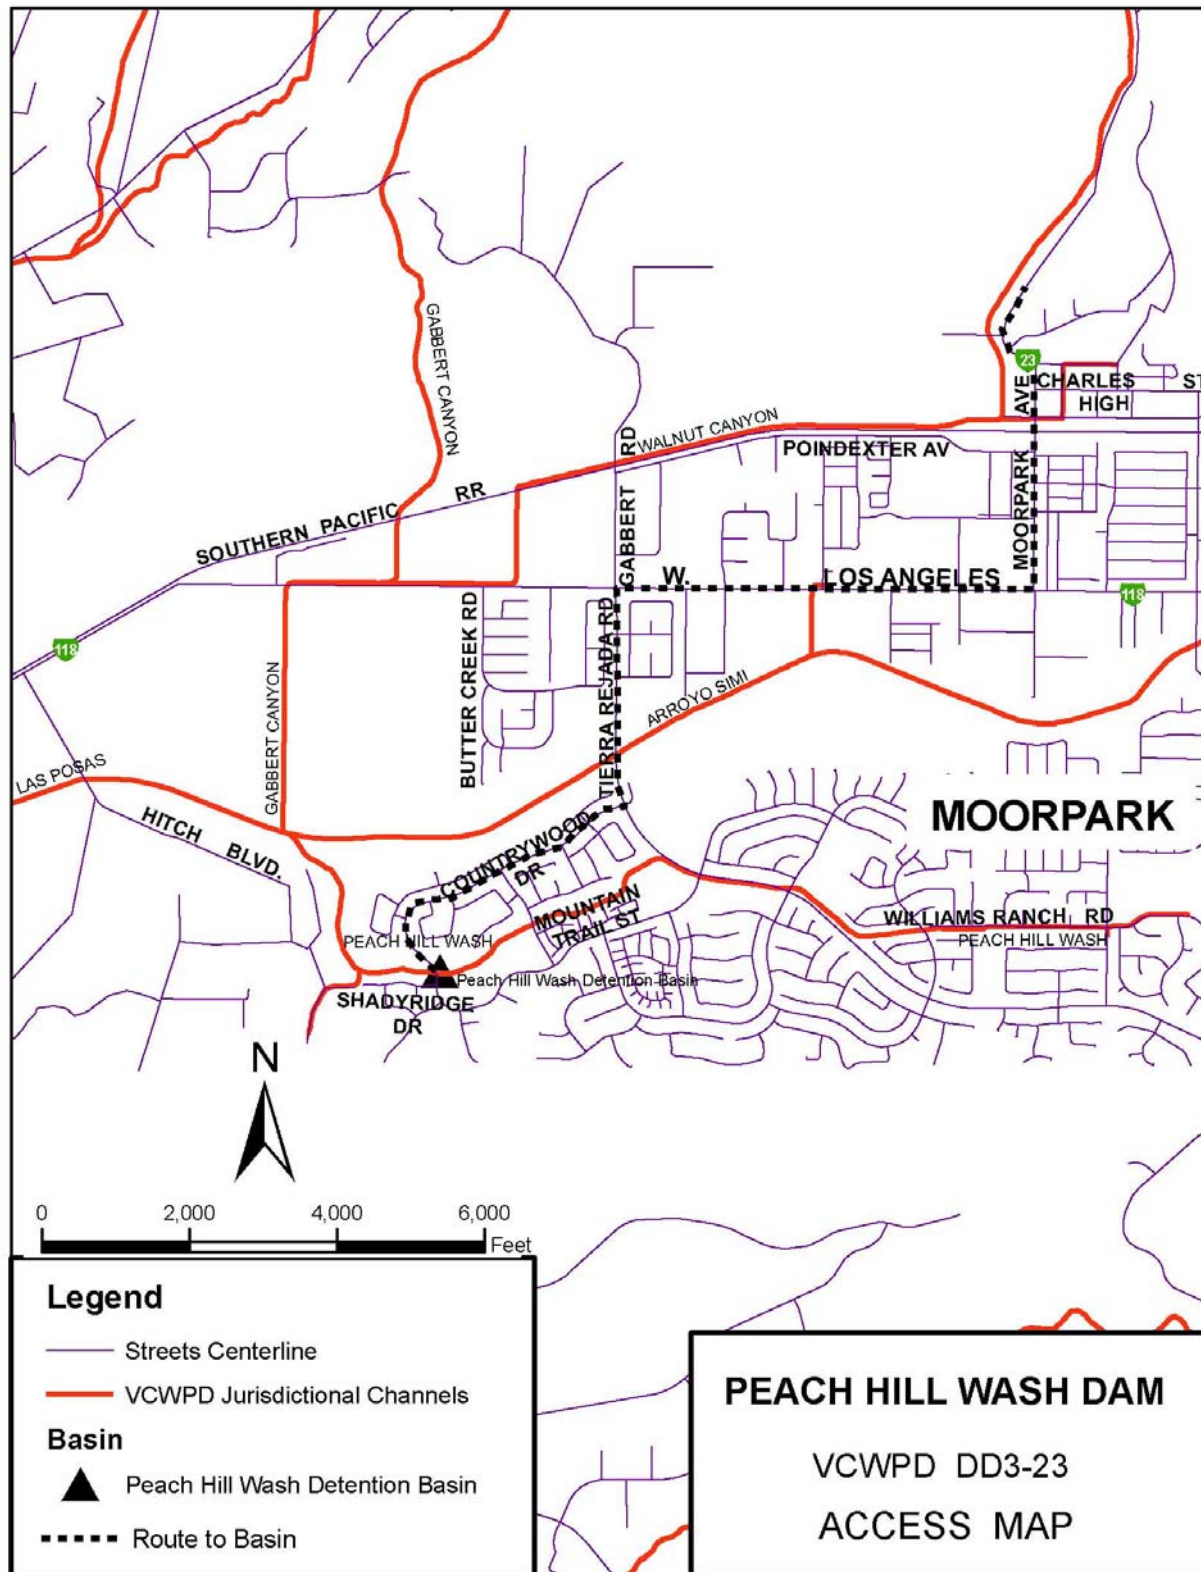 GABBERT CANYON
23
CHARLES ST
HIGH
MOORPARK AVE
WALNUT CANYON
POINDEXTER AV
GABBERT RD
SOUTHERN PACIFIC RR
W. LOS ANGELES
118
118
BUTTER CREEK RD
TIERRA REJADA RD
ARROYO SIMI
GABBERT CANYON
LAS POSAS
HITCH BLVD.
MOORPARK
COUNTRYWOOD
DR
MOUNTAIN
TRAIL ST
WILLIAMS RANCH RD
PEACH HILL WASH
PEACH HILL WASH
Peach Hill Wash Detention Basin
SHADYRIDGE
DR
N
0 2,000 4,000 6,000
Feet
Legend
Streets Centerline
VCWPD Jurisdictional Channels
Basin
Peach Hill Wash Detention Basin
Route to Basin
PEACH HILL WASH DAM
VCWPD DD3-23
ACCESS MAP